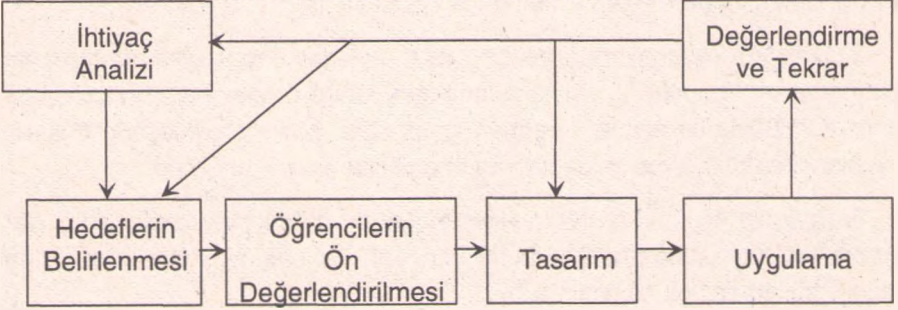 İhtiyaç
Analizi
Değerlendirme
ve Tekrar
Hedeflerin
Belirlenmesi
Öğrencilerin
Ön
Değerlendirilmesi
Tasarım
Uygulama